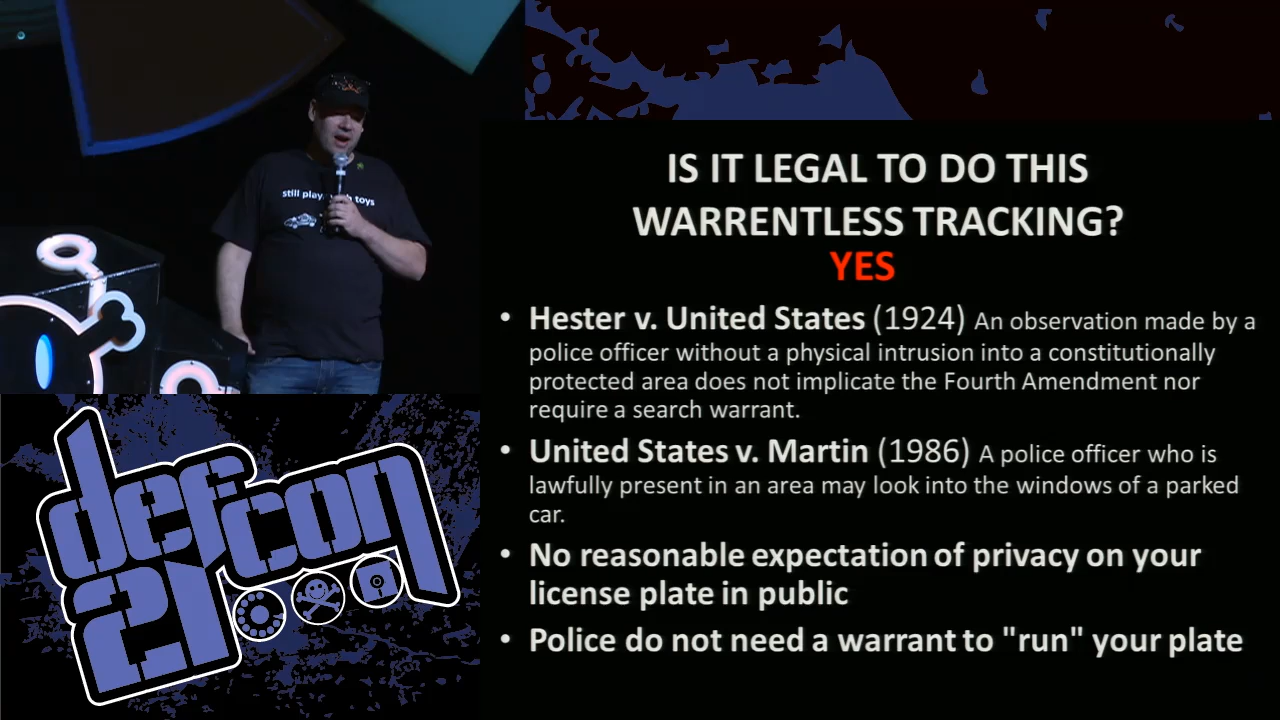 still play toys
IS IT LEGAL TO DO THIS
WARRENTLESS TRACKING?
YES
• Hester v. United States (1924) An observation made by a
police officer without a physical intrusion into a constitutionally
protected area does not implicate the Fourth Amendment nor
require a search warrant.
• United States v. Martin (1986) A police officer who is
lawfully present in an area may look into the windows of a parked
car.
• No reasonable expectation of privacy on your
license plate in public
• Police do not need a warrant to "run" your plate
defcon
21